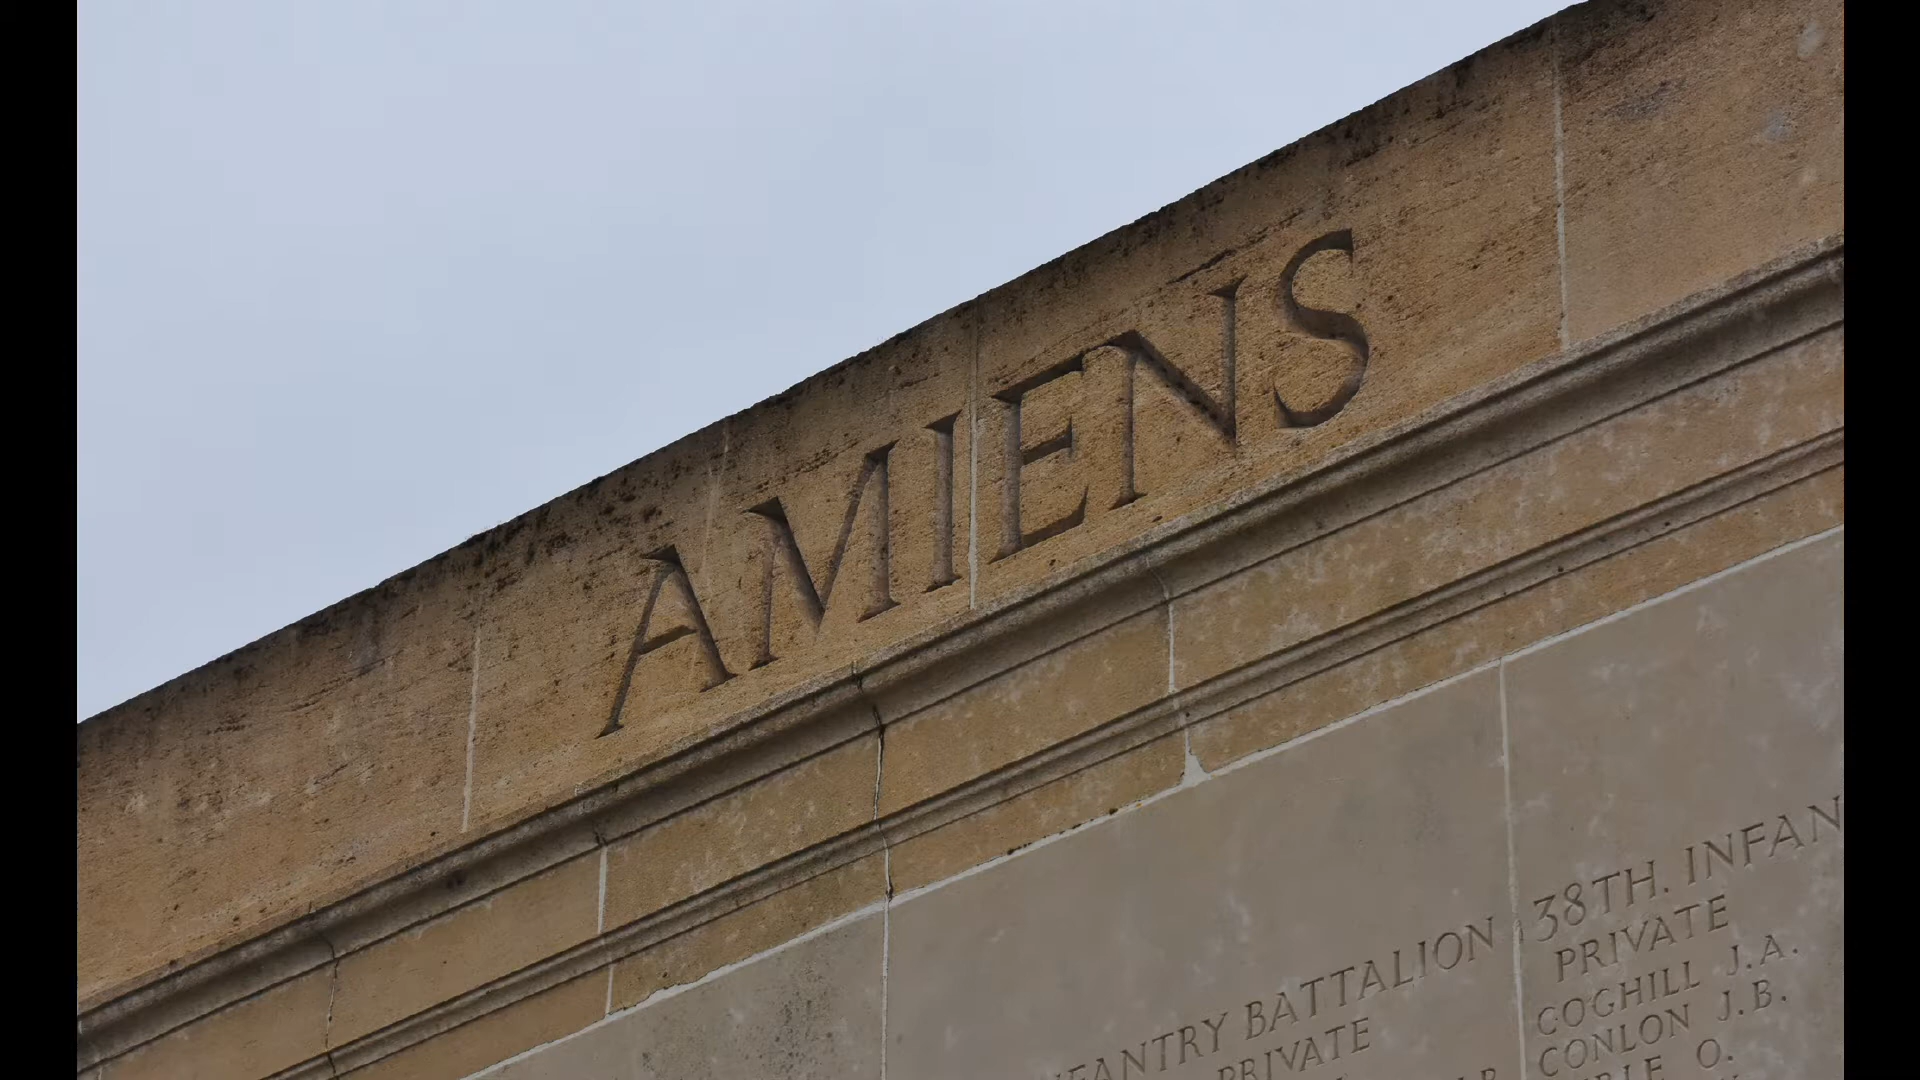 AMIENS
INFANTRY BATTALION
PRIVATE
38TH. INFAN
PRIVATE
COGHILL J.A.
CONLON J.B.
O.